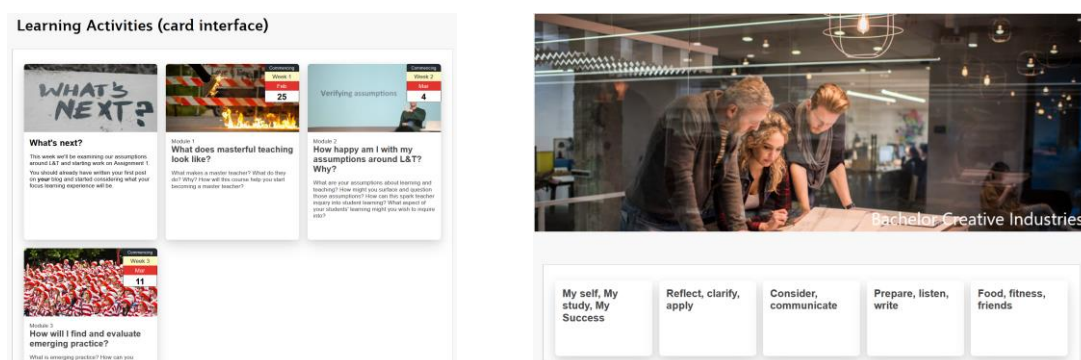 Learning Activities (card interface)
WHAT'S
NEXT?
What's next?
This week we'll be examining our assumptions
around L&T and starting work on Assignment 1.
You should already have written your first post
on your blog and started considering what your
focus learning experience will be.
Commencing
Week 1
Feb
25
Module 1
What does masterful teaching
look like?
What makes a master teacher? What do they
do? Why? How will this course help you start
becoming a master teacher?
Verifying assumptions
Commencing
Week 2
Mar
4
Module 2
How happy am I with my
assumptions around L&T?
Why?
What are your assumptions about learning and
teaching? How might you surface and question
those assumptions? How can this spark teacher
inquiry into student learning? What aspect of
your students' learning might you wish to inquire
into?
Commencing
Week 3
Mar
11
Module 3
How will I find and evaluate
emerging practice?
What is emerging practice? How can you
Bachelor Creative Industries
My self, My
study, My
Success
Reflect, clarify,
apply
Consider,
communicate
Prepare, listen,
write
Food, fitness,
friends